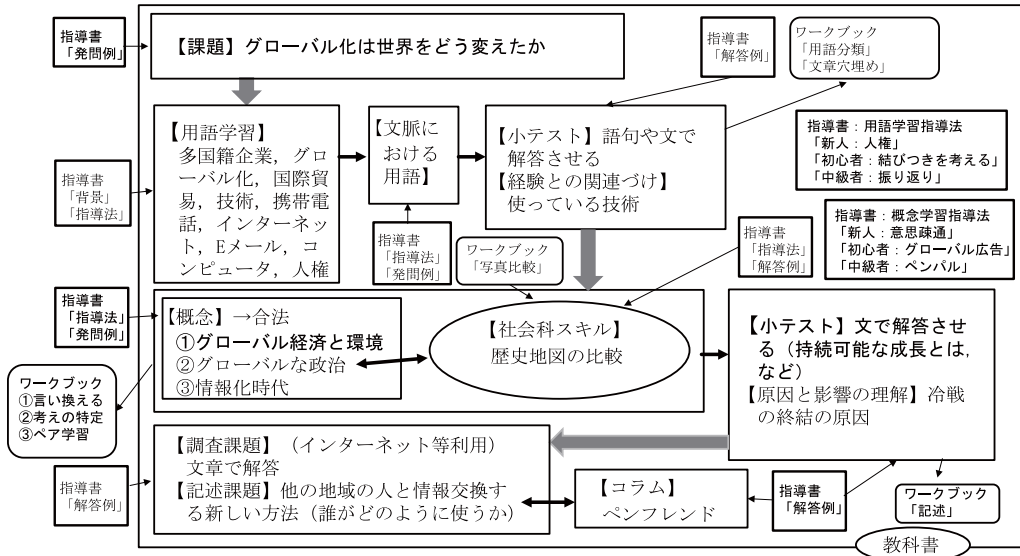 指導書
「発問例」
【課題】グローバル化は世界をどう変えたか
指導書
「解答例」
ワークブック
「用語分類」
「文章穴埋め」
【用語学習】
多国籍企業，グロ
ーバル化，国際貿
易，技術，携帯電
話，インターネッ
ト，Eメール，コ
ンピュータ，人権
【文脈に
おける
用語】
【小テスト】語句や文で
解答させる
【経験との関連づけ】
使っている技術
指導書：用語学習指導法
「新人：人権」
「初心者：結びつきを考える」
「中級者：振り返り」
指導書
「背景」
「指導法」
指導書
「指導法」
「発問例」
ワークブック
「写真比較」
指導書
「指導法」
「解答例」
指導書：概念学習指導法
「新人：意思疎通」
「初心者：グローバル広告」
「中級者：ペンパル」
指導書
「指導法」
「発問例」
【概念】→合法
①グローバル経済と環境
②グローバルな政治
③情報化時代
【社会科スキル】
歴史地図の比較
【小テスト】文で解答させ
る（持続可能な成長とは，
など）
【原因と影響の理解】冷戦
の終結の原因
ワークブック
①言い換える
②考えの特定
③ペア学習
指導書
「解答例」
【調査課題】（インターネット等利用）
文章で解答
【記述課題】他の地域の人と情報交換す
る新しい方法（誰がどのように使うか）
【コラム】
ペンフレンド
指導書
「解答例」
ワークブック
「記述」
教科書